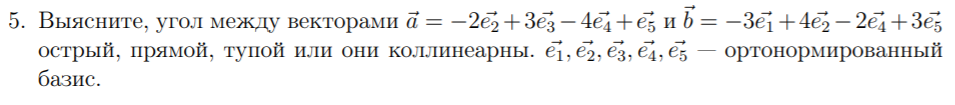 5. Выясните, угол между векторами $\vec{a} = -2\vec{e_2} + 3\vec{e_3} - 4\vec{e_4} + \vec{e_5}$ и $\vec{b} = -3\vec{e_1} + 4\vec{e_2} - 2\vec{e_4} + 3\vec{e_5}$
острый, прямой, тупой или они коллинеарны. $\vec{e_1}, \vec{e_2}, \vec{e_3}, \vec{e_4}, \vec{e_5}$ — ортонормированный
базис.